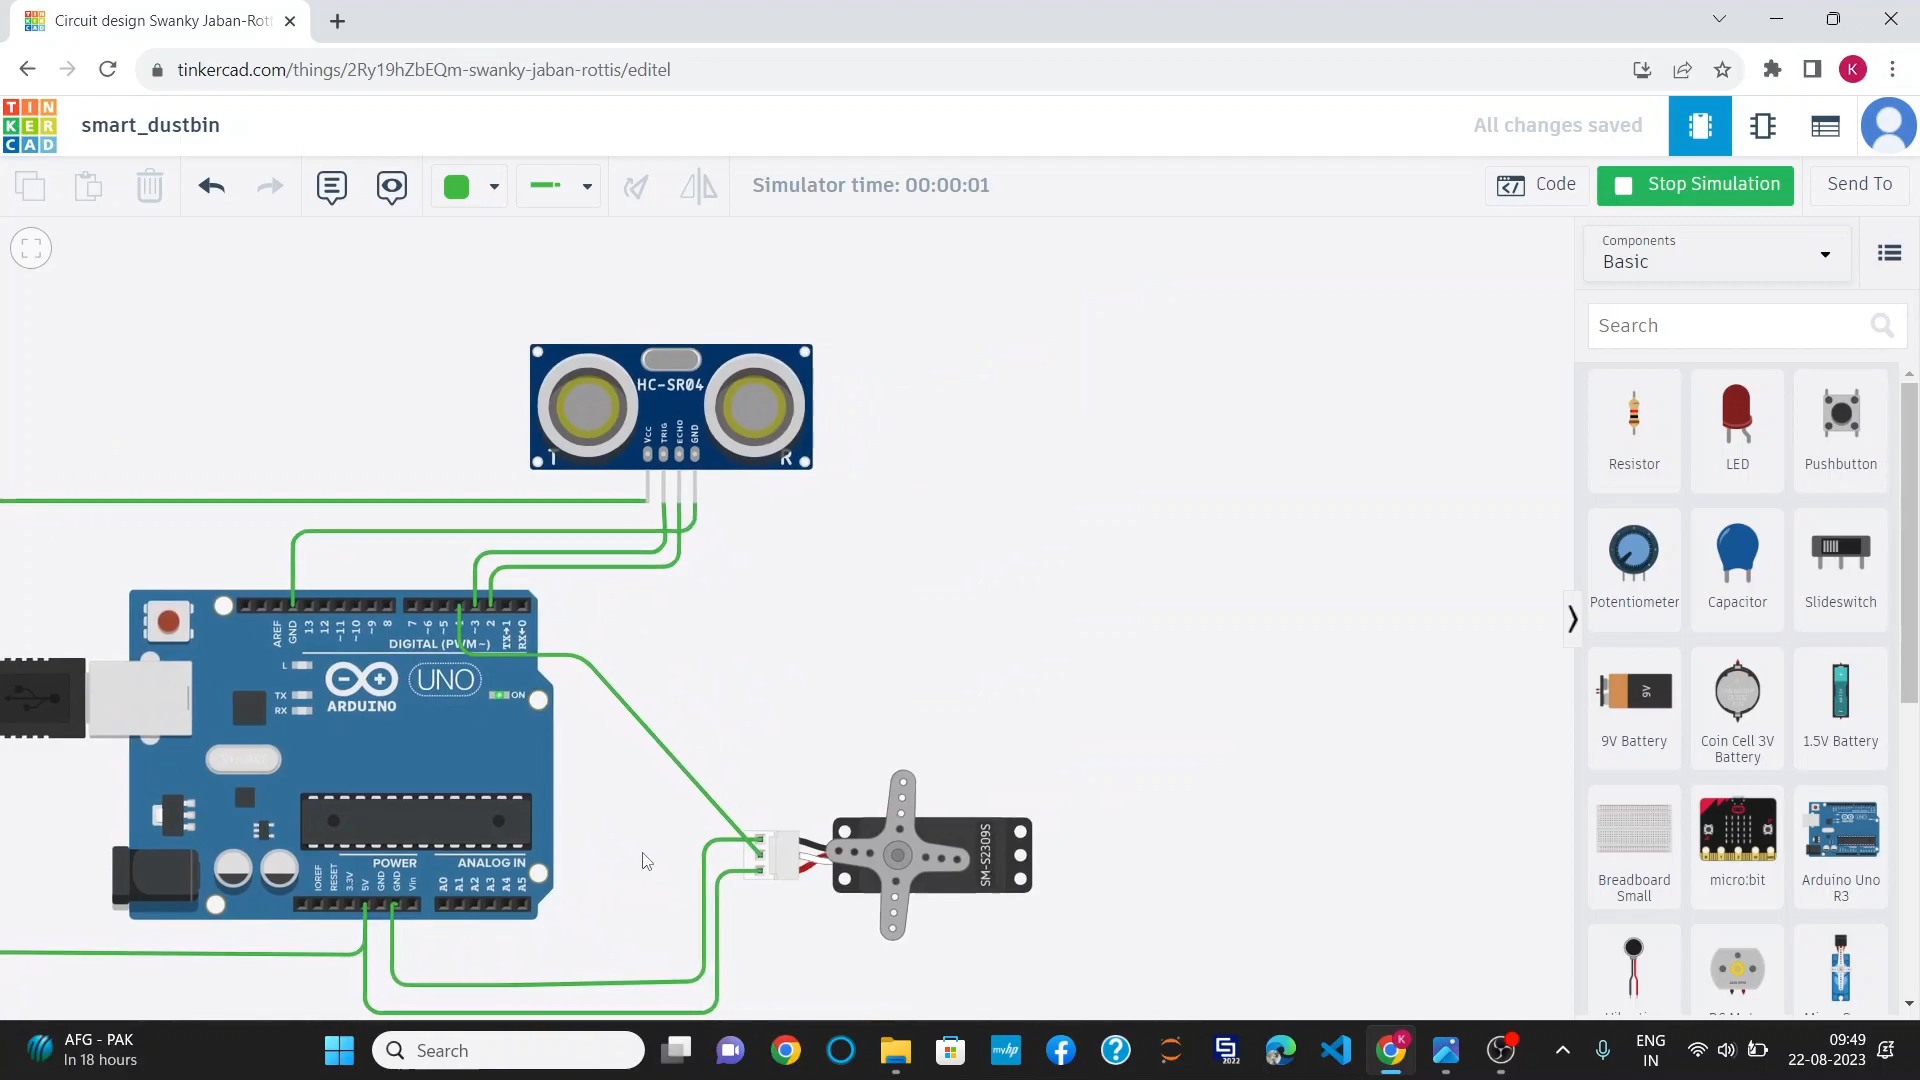 Circuit design Swanky Jaban-Rott
tinkercad.com/things/2Ry19hZbEQm-swanky-jaban-rottis/editel
K
TIN
KER
CAD
smart_dustbin
All changes saved
Simulator time: 00:00:01
Code
Stop Simulation
Send To
Components
Basic
Search
Resistor
LED
Pushbutton
Potentiometer
Capacitor
Slideswitch
9V
9V Battery
Coin Cell 3V
Battery
1.5V Battery
Breadboard
Small
micro:bit
Arduino Uno
R3
HC-SR04
VCC
TRIG
ECHO
GND
T
R
AREF
GND
13
12
~11
~10
~9
8
7
~6
~5
~3
2
TX→1
RX←0
DIGITAL (PWM~)
L
TX
RX
UNO
ARDUINO
ON
POWER
ANALOG IN
IOREF
RESET
3.3V
5V
GND
GND
Vin
A0
A1
A2
A3
A4
A5
SM-S2309S
AFG - PAK
In 18 hours
Search
myhp
2022
K
ENG
IN
09:49
22-08-2023